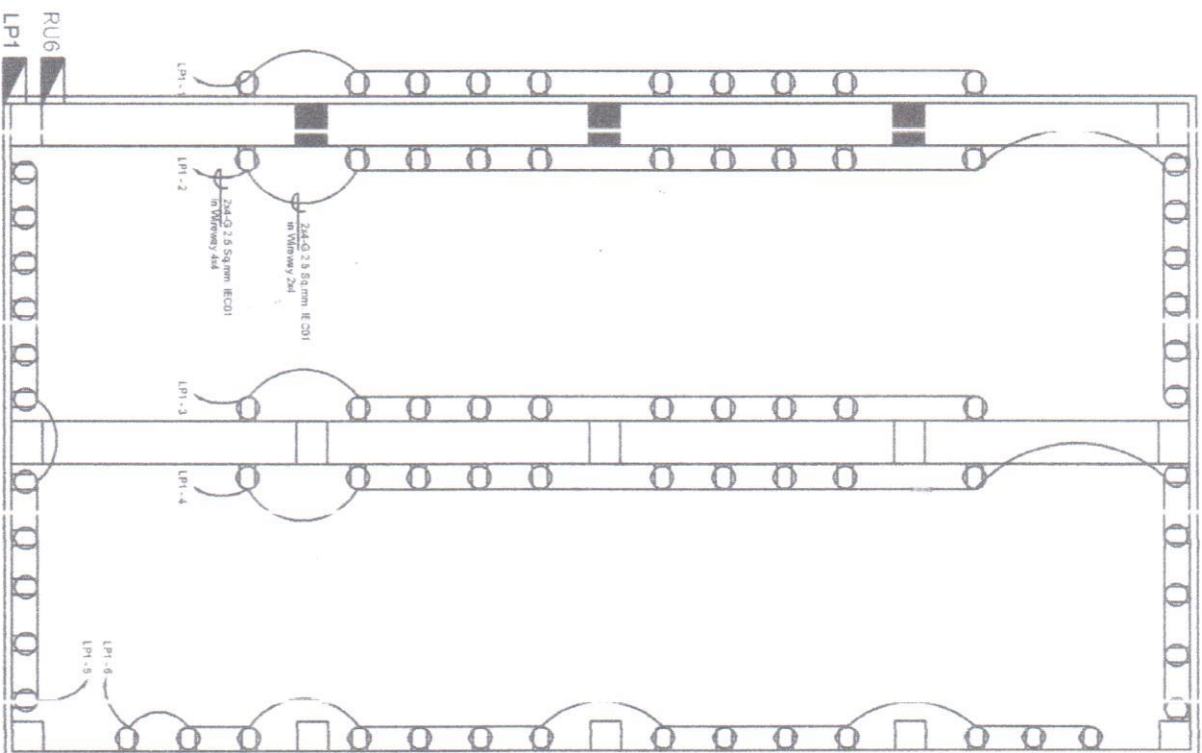 LP1
RU6
LP1 - 1
LP1 - 2
2x4-G 2.5 Sq.mm IEC01
in Wireway 4x4
2x4-G 2.5 Sq.mm IEC01
in Wireway 2x4
LP1 - 3
LP1 - 4
LP1 - 5
LP1 - 6